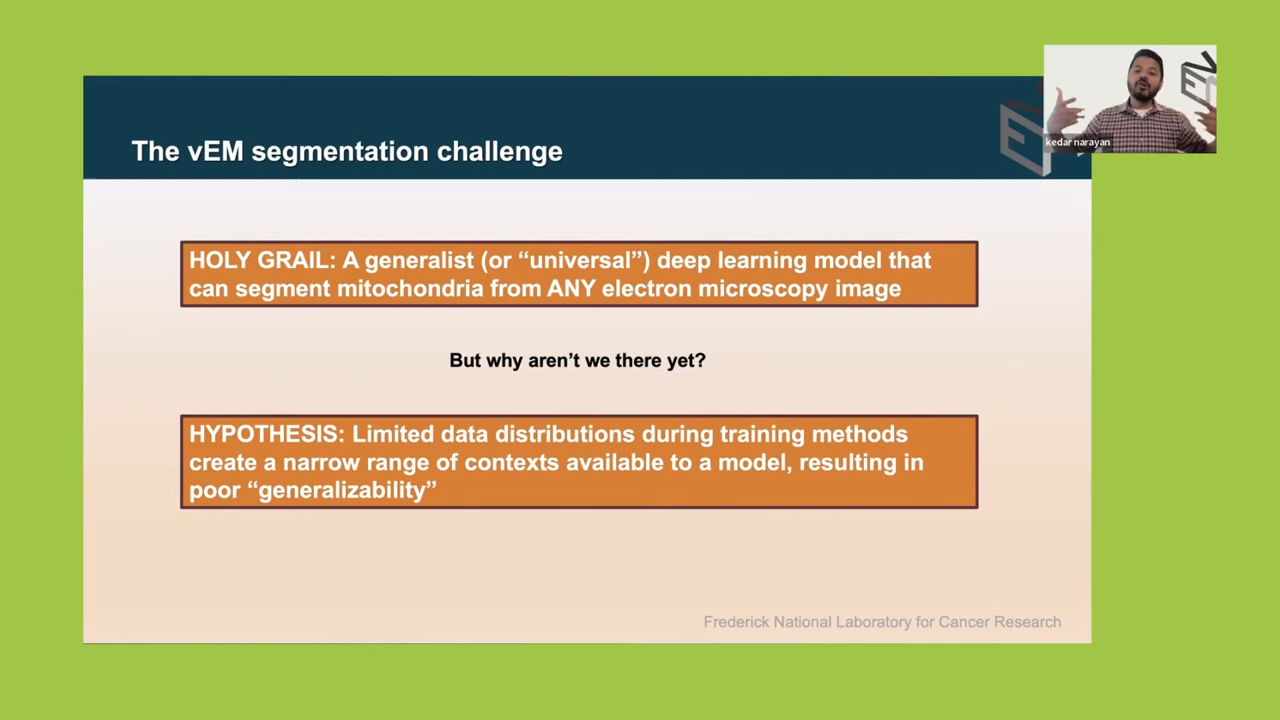 The vEM segmentation challenge
kedar narayan
HOLY GRAIL: A generalist (or “universal”) deep learning model that
can segment mitochondria from ANY electron microscopy image
But why aren’t we there yet?
HYPOTHESIS: Limited data distributions during training methods
create a narrow range of contexts available to a model, resulting in
poor “generalizability”
Frederick National Laboratory for Cancer Research